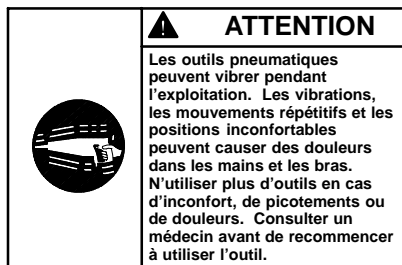 ATTENTION
Les outils pneumatiques
peuvent vibrer pendant
l'exploitation. Les vibrations,
les mouvements répétitifs et les
positions inconfortables
peuvent causer des douleurs
dans les mains et les bras.
N'utiliser plus d'outils en cas
d'inconfort, de picotements ou
de douleurs. Consulter un
médecin avant de recommencer
à utiliser l'outil.